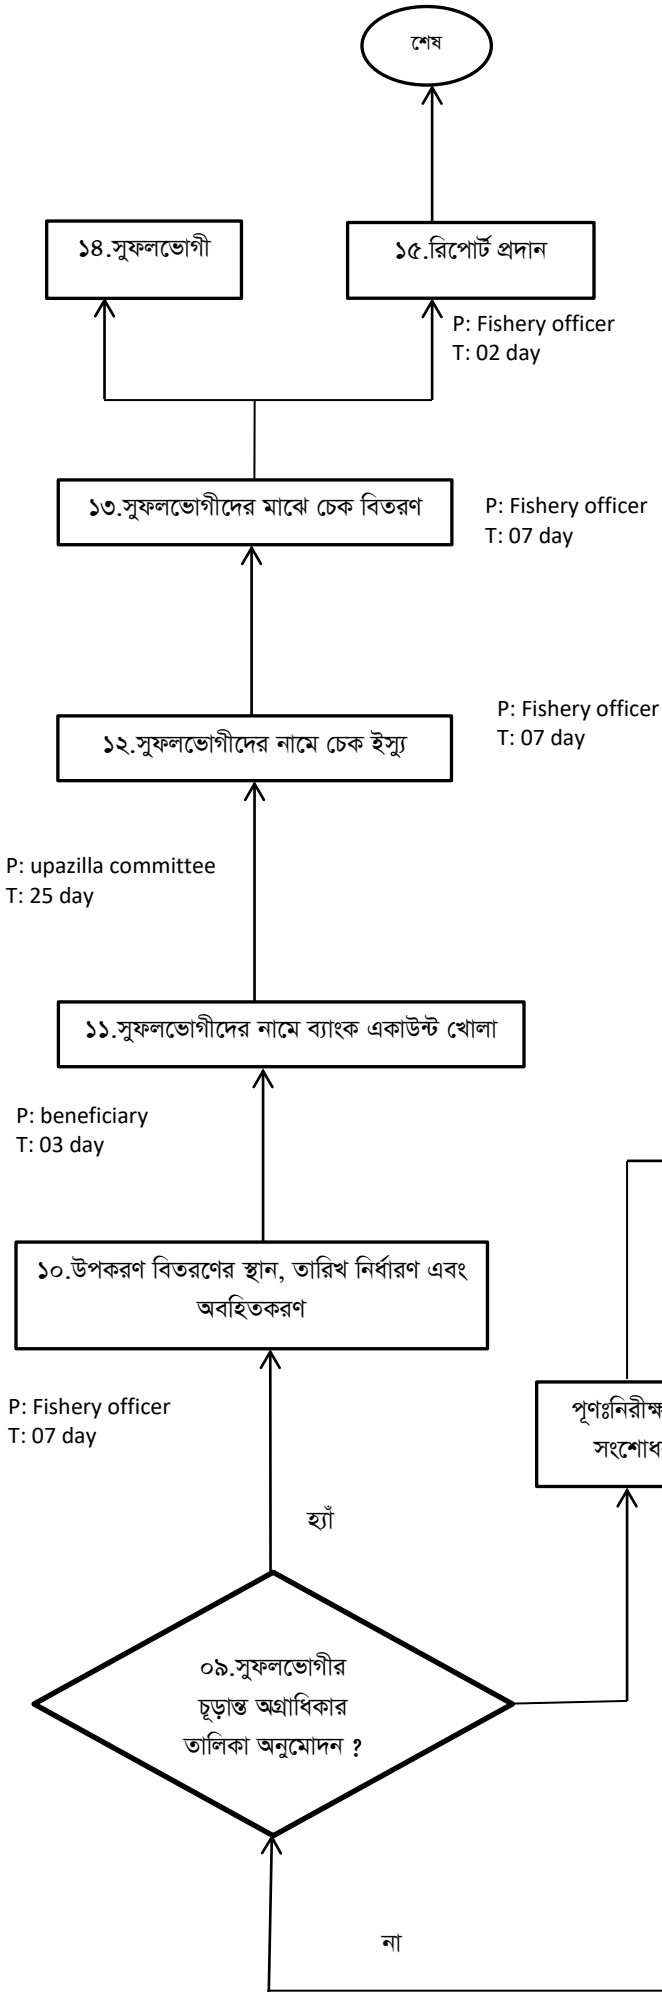 শেষ
১৪.সুফলভোগী
১৫.রিপোর্ট প্রদান
P: Fishery officer
T: 02 day
১৩.সুফলভোগীদের মাঝে চেক বিতরণ
P: Fishery officer
T: 07 day
১২.সুফলভোগীদের নামে চেক ইস্যু
P: Fishery officer
T: 07 day
P: upazilla committee
T: 25 day
১১.সুফলভোগীদের নামে ব্যাংক একাউন্ট খোলা
P: beneficiary
T: 03 day
১০.উপকরণ বিতরণের স্থান, তারিখ নির্ধারণ এবং
অবহিতকরণ
P: Fishery officer
T: 07 day
হ্যাঁ
০৯.সুফলভোগীর
চূড়ান্ত অগ্রাধিকার
তালিকা অনুমোদন ?
না